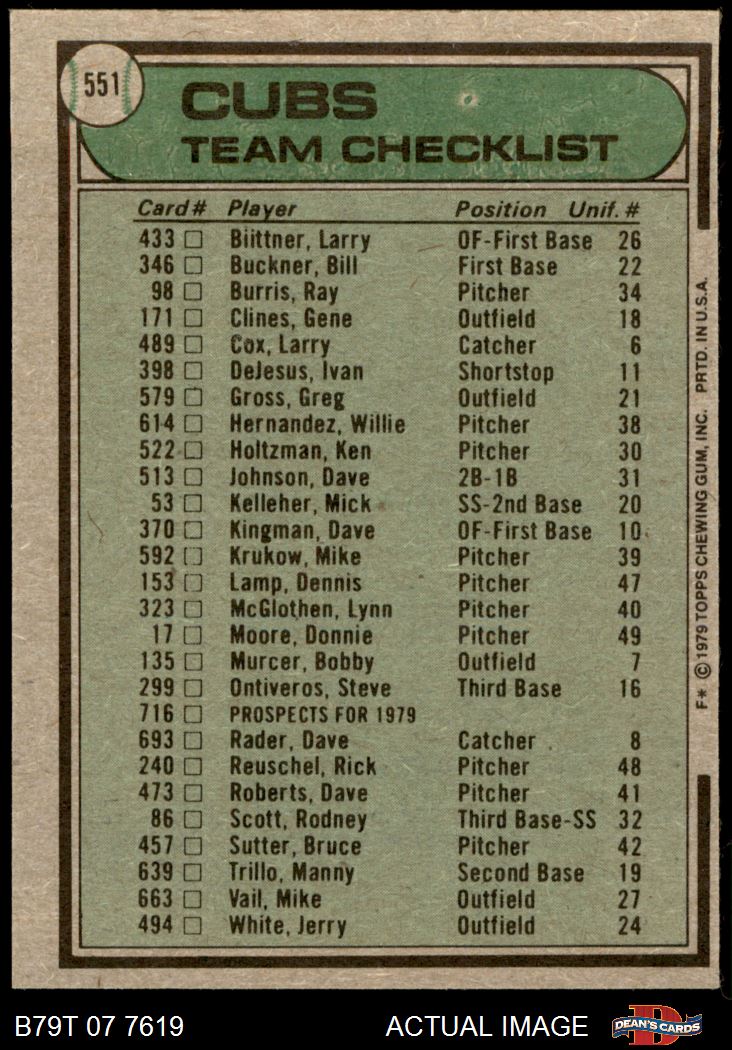 551
CUBS
TEAM CHECKLIST
Card# Player Position Unif. #
433 Biittner, Larry OF-First Base 26
346 Buckner, Bill First Base 22
98 Burris, Ray Pitcher 34
171 Clines, Gene Outfield 18
489 Cox, Larry Catcher 6
398 DeJesus, Ivan Shortstop 11
579 Gross, Greg Outfield 21
614 Hernandez, Willie Pitcher 38
522 Holtzman, Ken Pitcher 30
513 Johnson, Dave 2B-1B 31
53 Kelleher, Mick SS-2nd Base 20
370 Kingman, Dave OF-First Base 10
592 Krukow, Mike Pitcher 39
153 Lamp, Dennis Pitcher 47
323 McGlothen, Lynn Pitcher 40
17 Moore, Donnie Pitcher 49
135 Murcer, Bobby Outfield 7
299 Ontiveros, Steve Third Base 16
716 PROSPECTS FOR 1979
693 Rader, Dave Catcher 8
240 Reuschel, Rick Pitcher 48
473 Roberts, Dave Pitcher 41
86 Scott, Rodney Third Base-SS 32
457 Sutter, Bruce Pitcher 42
639 Trillo, Manny Second Base 19
663 Vail, Mike Outfield 27
494 White, Jerry Outfield 24
F* © 1979 TOPPS CHEWING GUM, INC. PRTD. IN U.S.A.
B79T 07 7619 ACTUAL IMAGE
D
DEAN'S CARDS